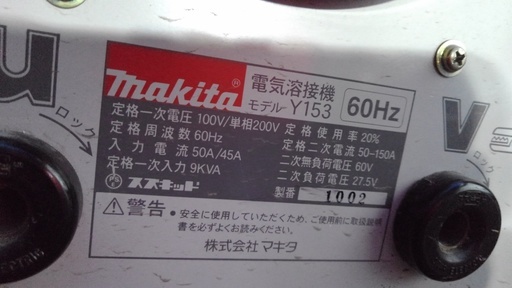 makita®
電気溶接機
モデル Y153
60Hz
定格一次電圧 100V/単相200V
定格周波数 60Hz
入力電流 50A/45A
定格一次入力 9KVA
定格使用率 20%
定格二次電流 50-150A
二次無負荷電圧 60V
二次負荷電圧 27.5V
スズキッド
製番 1002
⚠警告 ・安全に使用していただくため、ご使用前に取扱説明
書を必ずよくお読みください。
株式会社 マキタ
ロック
ロック